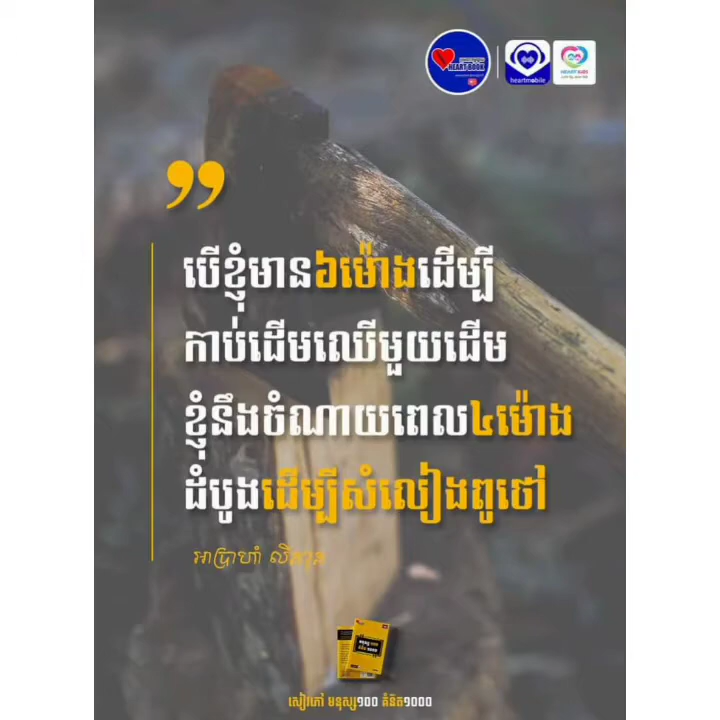 HEART BOOK
heartmobile
”
បើខ្ញុំមាន៦ម៉ោងដើម្បី
កាប់ដើមឈើមួយដើម
ខ្ញុំនឹងចំណាយពេល៤ម៉ោង
ដំបូងដើម្បីសំលៀងពូថៅ
អាប្រាហាំ លីនខុន
សៀវភៅ មនុស្ស១០០ គំនិត១០០០